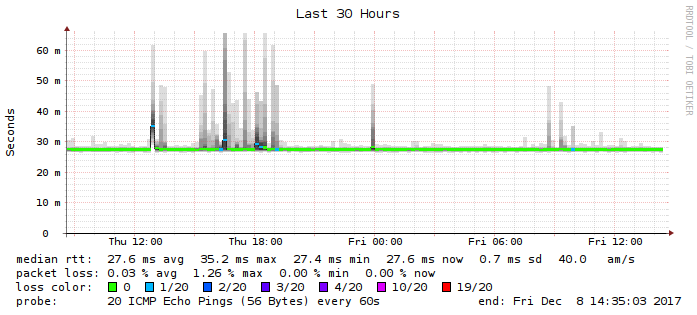 Last 30 Hours
RRDTOOL / TOBI OETIKER
Seconds
60 m
50 m
40 m
30 m
20 m
10 m
0
Thu 12:00 Thu 18:00 Fri 00:00 Fri 06:00 Fri 12:00
median rtt: 27.6 ms avg 35.2 ms max 27.4 ms min 27.6 ms now 0.7 ms sd 40.0 am/s
packet loss: 0.03 % avg 1.26 % max 0.00 % min 0.00 % now
loss color: 0 1/20 2/20 3/20 4/20 10/20 19/20
probe: 20 ICMP Echo Pings (56 Bytes) every 60s end: Fri Dec 8 14:35:03 2017